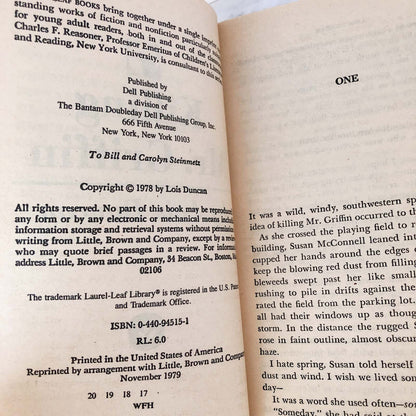 LEAF BOOKS bring together under a single
standing works of fiction and nonfiction particularly
for young adult readers, both in and out of the
Charles F. Reasoner, Professor Emeritus of Children's
and Reading, New York University, is consultant to this
Published by
Dell Publishing
a division of
The Bantam Doubleday Dell Publishing Group, Inc.
666 Fifth Avenue
New York, New York 10103
To Bill and Carolyn Steinmetz
Copyright © 1978 by Lois Duncan
All rights reserved. No part of this book may be reproduced
any form or by any electronic or mechanical means
information storage and retrieval systems without permission
writing from Little, Brown and Company, except by a
who may quote brief passages in a review. For
address Little, Brown and Company, 34 Beacon St.,
02106
The trademark Laurel-Leaf Library® is registered in the U.S.
and Trademark Office.
ISBN: 0-440-94515-1
RL: 6.0
Printed in the United States of America
Reprinted by arrangement with Little, Brown and Company
November 1979
20 19 18 17
WFH
ONE
It was a wild, windy, southwestern
idea of killing Mr. Griffin occurred to
As she crossed the playing field to
building, Susan McConnell leaned into
cupped her hands around the edges
keep the blowing red dust from filling
bleweeds swept past her like small
rushing to pile in drifts against the
rated the field from the parking lot.
all had their windows up as though
storm. In the distance the rugged
rose in faint outline, almost obscured
I hate spring, Susan told herself
dust and wind. I wish we lived
day—
It was a word she used often—
"Someday," she had said